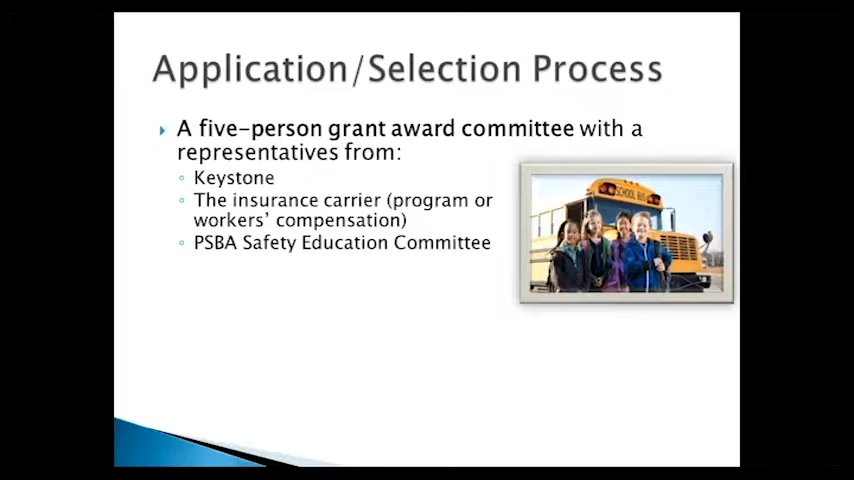 Application/Selection Process
A five-person grant award committee with a
representatives from:
Keystone
The insurance carrier (program or
workers' compensation)
PSBA Safety Education Committee
SCHOOL BUS